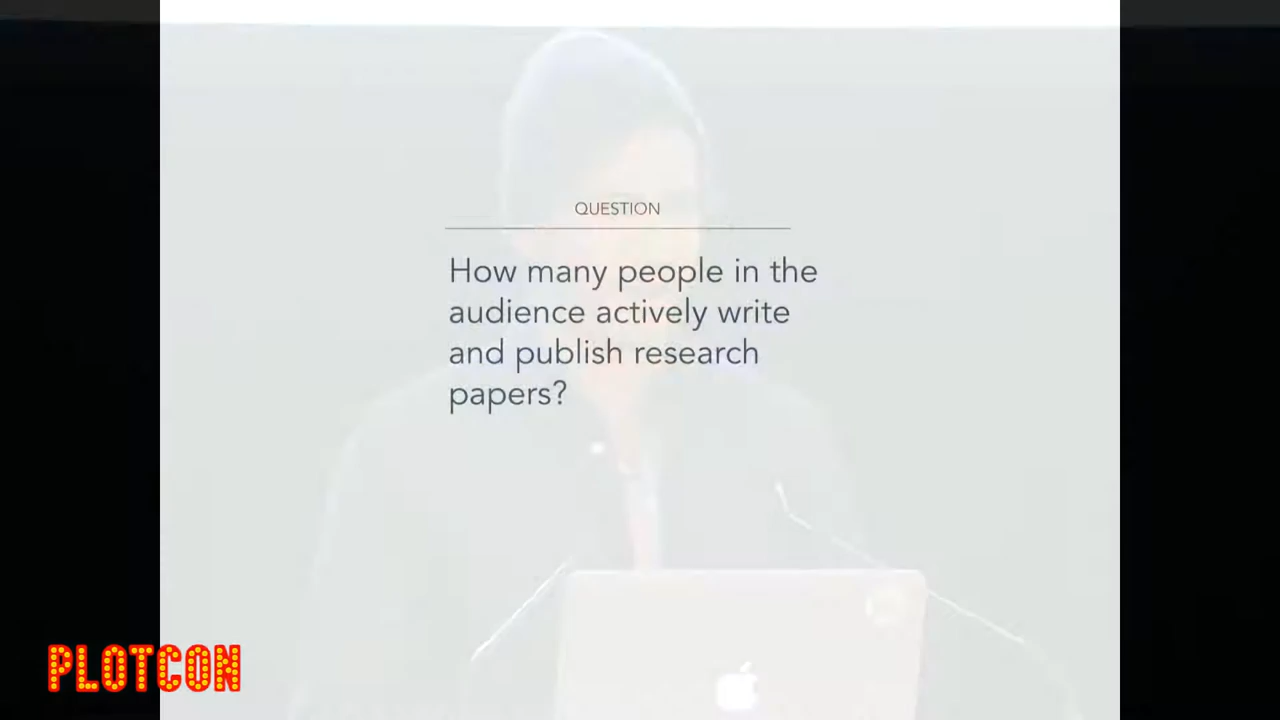 QUESTION
How many people in the
audience actively write
and publish research
papers?
PLOTCON